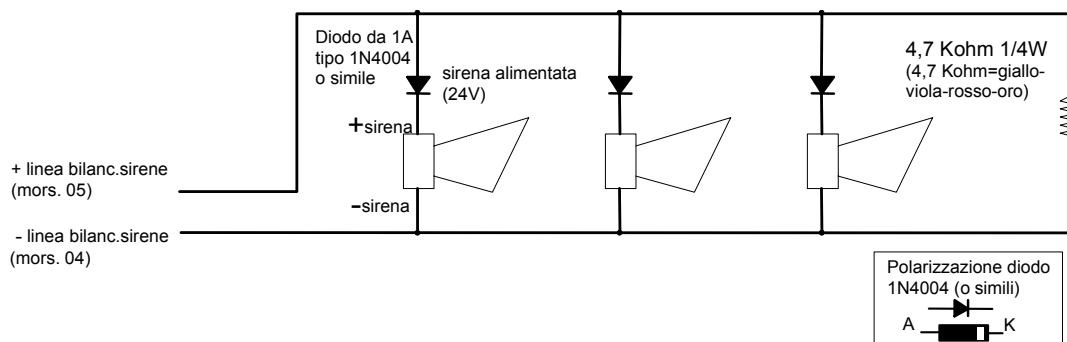 Diodo da 1A
tipo 1N4004
o simile
sirena alimentata
(24V)
4,7 Kohm 1/4W
(4,7 Kohm=giallo-
viola-rosso-oro)
+sirena
-sirena
+ linea bilanc.sirene
(mors. 05)
- linea bilanc.sirene
(mors. 04)
Polarizzazione diodo
1N4004 (o simili)
A K